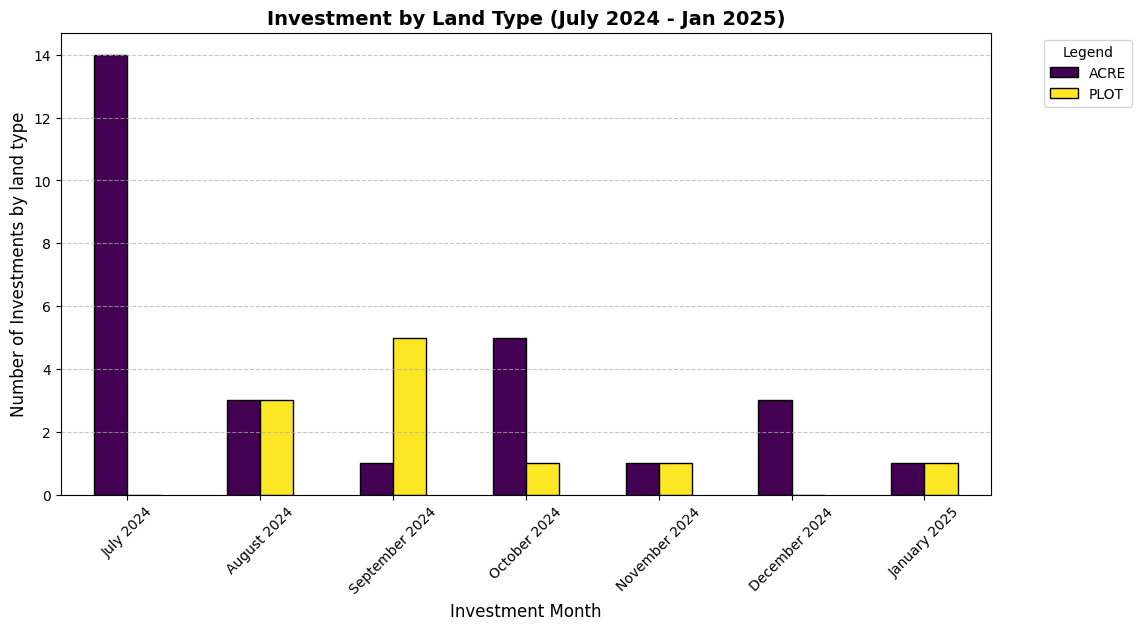 Investment by Land Type (July 2024 - Jan 2025)
Legend
ACRE
PLOT
Number of Investments by land type
14
12
10
8
6
4
2
0
July 2024
August 2024
September 2024
October 2024
November 2024
December 2024
January 2025
Investment Month